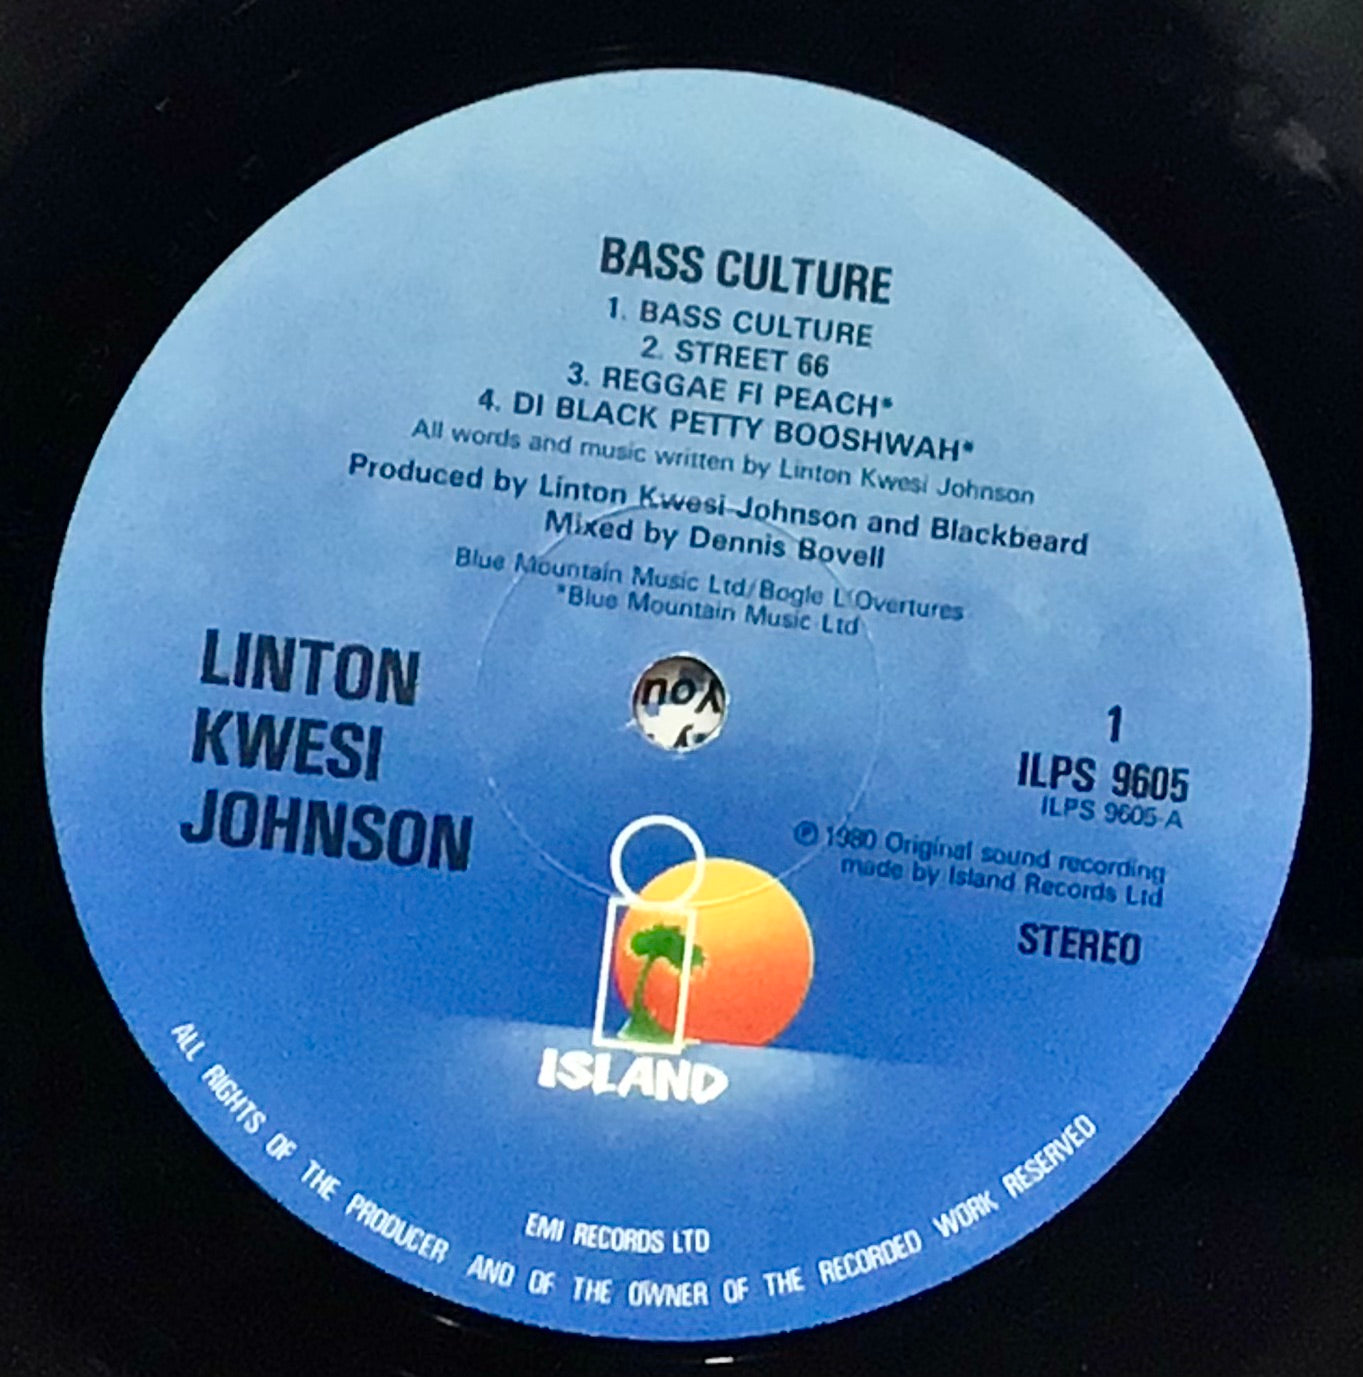 BASS CULTURE
1. BASS CULTURE
2. STREET 66
3. REGGAE FI PEACH*
4. DI BLACK PETTY BOOSHWAH*
All words and music written by Linton Kwesi Johnson
Produced by Linton Kwesi Johnson and Blackbeard
Mixed by Dennis Bovell
Blue Mountain Music Ltd/Bogle L'Overtures
*Blue Mountain Music Ltd
you
LINTON
KWESI
JOHNSON
1
ILPS 9605
ILPS 9605-A
Ⓟ 1980 Original sound recording
made by Island Records Ltd
STEREO
ISLAND
EMI RECORDS LTD
ALL RIGHTS OF THE PRODUCER AND OF THE OWNER OF THE RECORDED WORK RESERVED